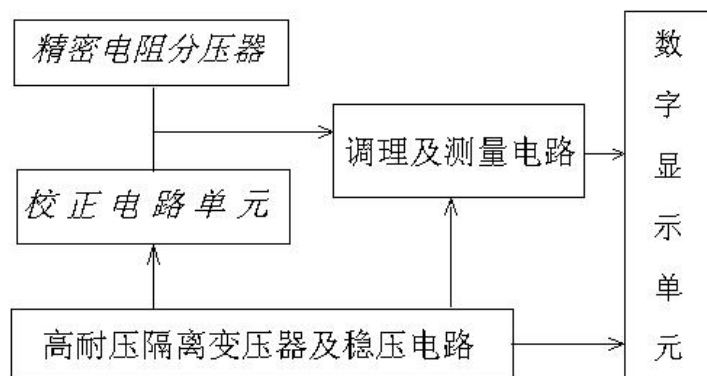 精密电阻分压器
调理及测量电路
校正电路单元
高耐压隔离变压器及稳压电路
数字显示单元